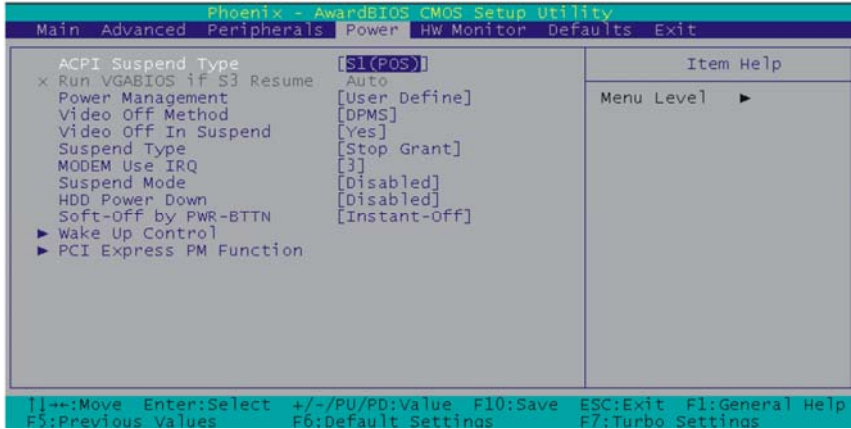 Phoenix - AwardBIOS CMOS Setup Utility
Main Advanced Peripherals Power HW Monitor Defaults Exit
ACPI Suspend Type [S1(POS)]
x Run VGABIOS if S3 Resume Auto
Power Management [User Define]
Video Off Method [DPMS]
Video Off In Suspend [Yes]
Suspend Type [Stop Grant]
MODEM Use IRQ [3]
Suspend Mode [Disabled]
HDD Power Down [Disabled]
Soft-Off by PWR-BTTN [Instant-Off]
► Wake Up Control
► PCI Express PM Function
Item Help
Menu Level ►
↑↓→←:Move Enter:Select +/-/PU/PD:Value F10:Save ESC:Exit F1:General Help
F5:Previous Values F6:Default Settings F7:Turbo Settings